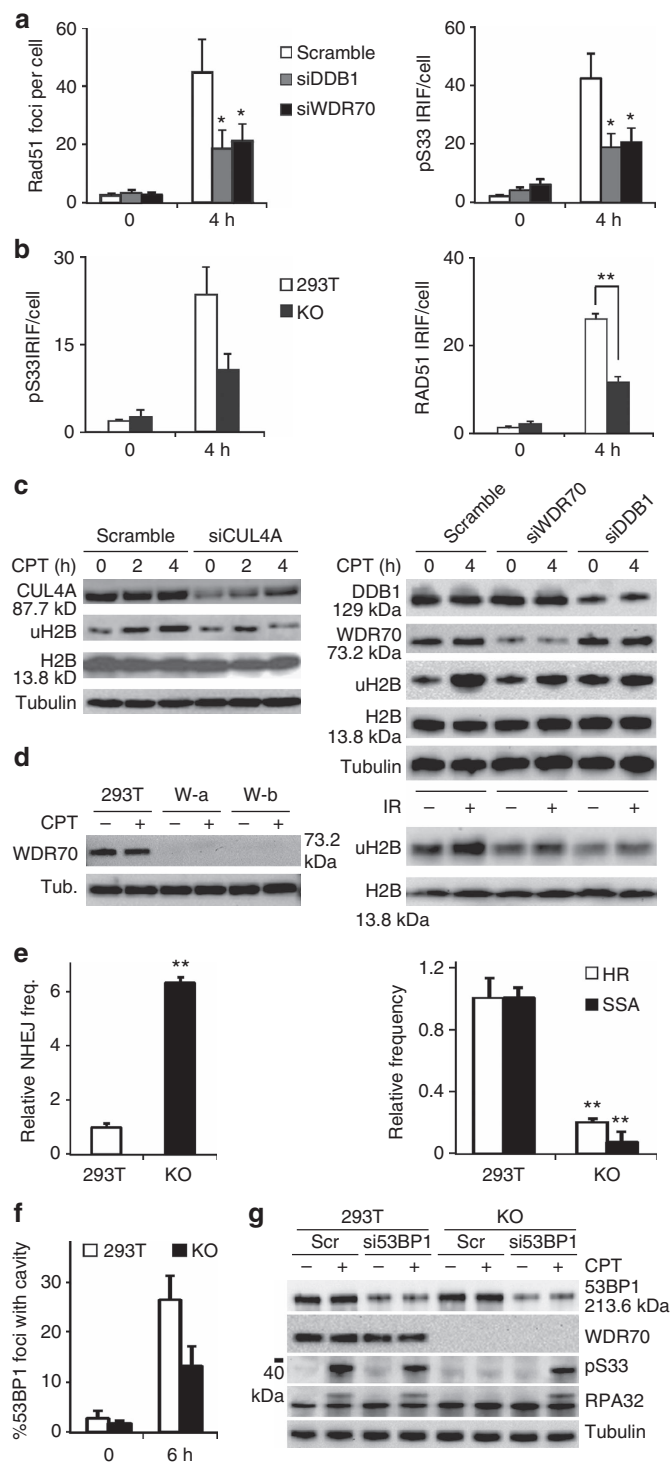 a
60
40
20
0
Rad51 foci per cell
0
4 h
Scramble
siDDB1
siWDR70
* *
60
40
20
0
pS33 IRIF/cell
* *
0
4 h
b
30
15
0
pS33IRIF/cell
0
4 h
293T
KO
40
20
0
RAD51 IRIF/cell
**
0
4 h
c
Scramble siCUL4A
CPT (h) 0 2 4 0 2 4
CUL4A
87.7 kD
uH2B
H2B
13.8 kD
Tubulin
Scramble siWDR70 siDDB1
CPT (h) 0 4 0 4 0 4
DDB1
129 kDa
WDR70
73.2 kDa
uH2B
H2B
13.8 kDa
Tubulin
IR − + − + − +
uH2B
H2B
13.8 kDa
d
293T W-a W-b
CPT − + − + − +
WDR70
73.2
kDa
Tub.
e
6
4
2
0
Relative NHEJ freq.
**
293T KO
1.2
0.8
0.4
0
Relative frequency
HR
SSA
** **
293T KO
f
293T KO
30
20
10
0
%53BP1 foci with cavity
0 6 h
g
293T KO
Scr si53BP1 Scr si53BP1
− + − + − + − + CPT
53BP1
213.6 kDa
WDR70
40
kDa
pS33
RPA32
Tubulin